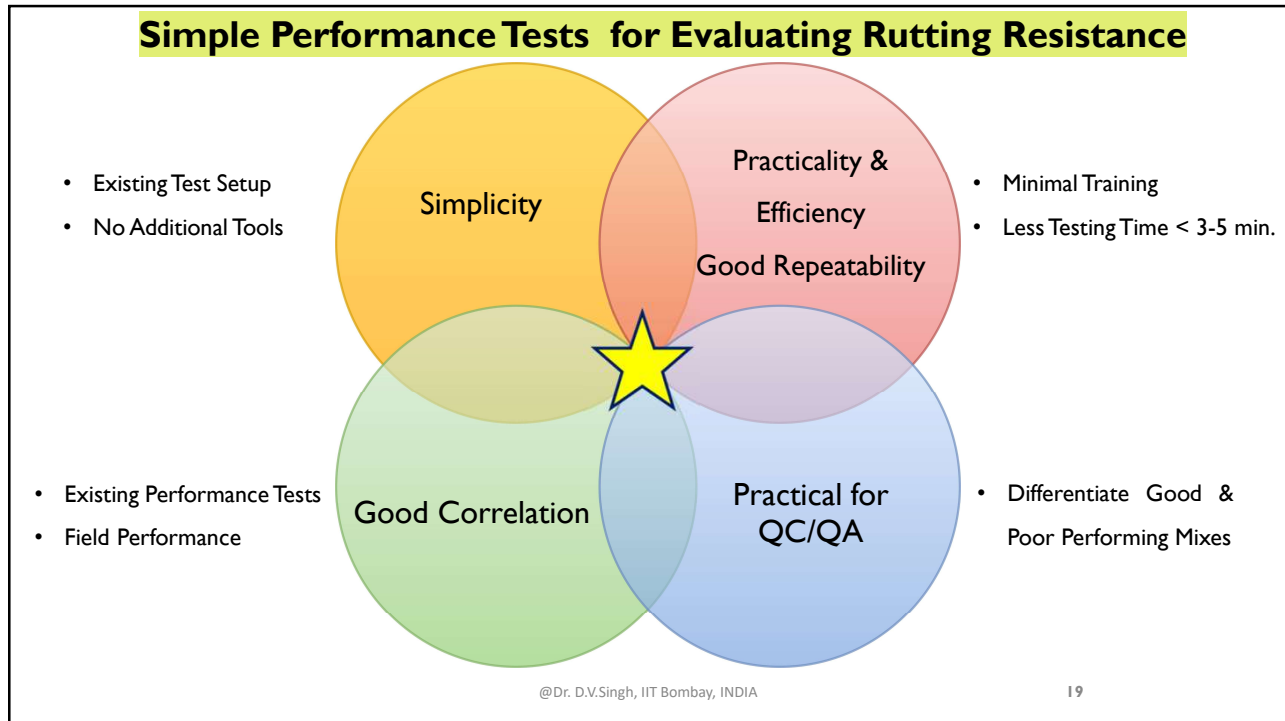 Simple Performance Tests for Evaluating Rutting Resistance
• Existing Test Setup
• No Additional Tools
Simplicity
Practicality &
Efficiency
Good Repeatability
• Minimal Training
• Less Testing Time < 3-5 min.
• Existing Performance Tests
• Field Performance
Good Correlation
Practical for
QC/QA
• Differentiate Good &
Poor Performing Mixes
@Dr. D.V.Singh, IIT Bombay, INDIA
19